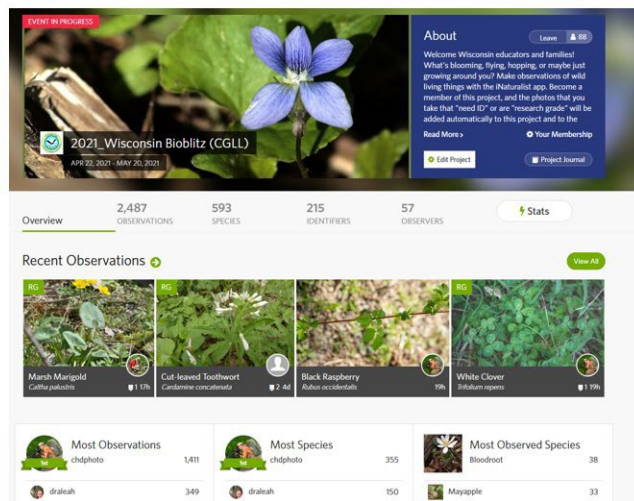 EVENT IN PROGRESS
2021_Wisconsin Bioblitz (CGLL)
APR 22, 2021 - MAY 20, 2021
About
Leave
88
Welcome Wisconsin educators and families!
What's blooming, flying, hopping, or maybe just
growing around you? Make observations of wild
living things with the iNaturalist app. Become a
member of this project, and the photos that you
take that "need ID" or are "research grade" will be
added automatically to this project and to the
Read More >
Your Membership
Edit Project
Project Journal
Overview
2,487
OBSERVATIONS
593
SPECIES
215
IDENTIFIERS
57
OBSERVERS
Stats
Recent Observations
View All
RG
Marsh Marigold
Caltha palustris
1 17h
RG
Cut-leaved Toothwort
Cardamine concatenata
2 4d
Black Raspberry
Rubus occidentalis
19h
RG
White Clover
Trifolium repens
1 19h
Most Observations
1st
chdphoto 1,411
draleah 349
Most Species
1st
chdphoto 355
draleah 150
Most Observed Species
Bloodroot 38
Mayapple 33